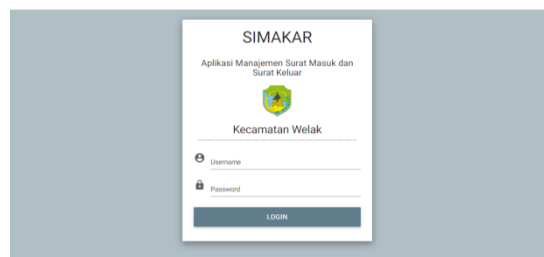 SIMAKAR
Aplikasi Manajemen Surat Masuk dan
Surat Keluar
Kecamatan Welak
Username
Password
LOGIN